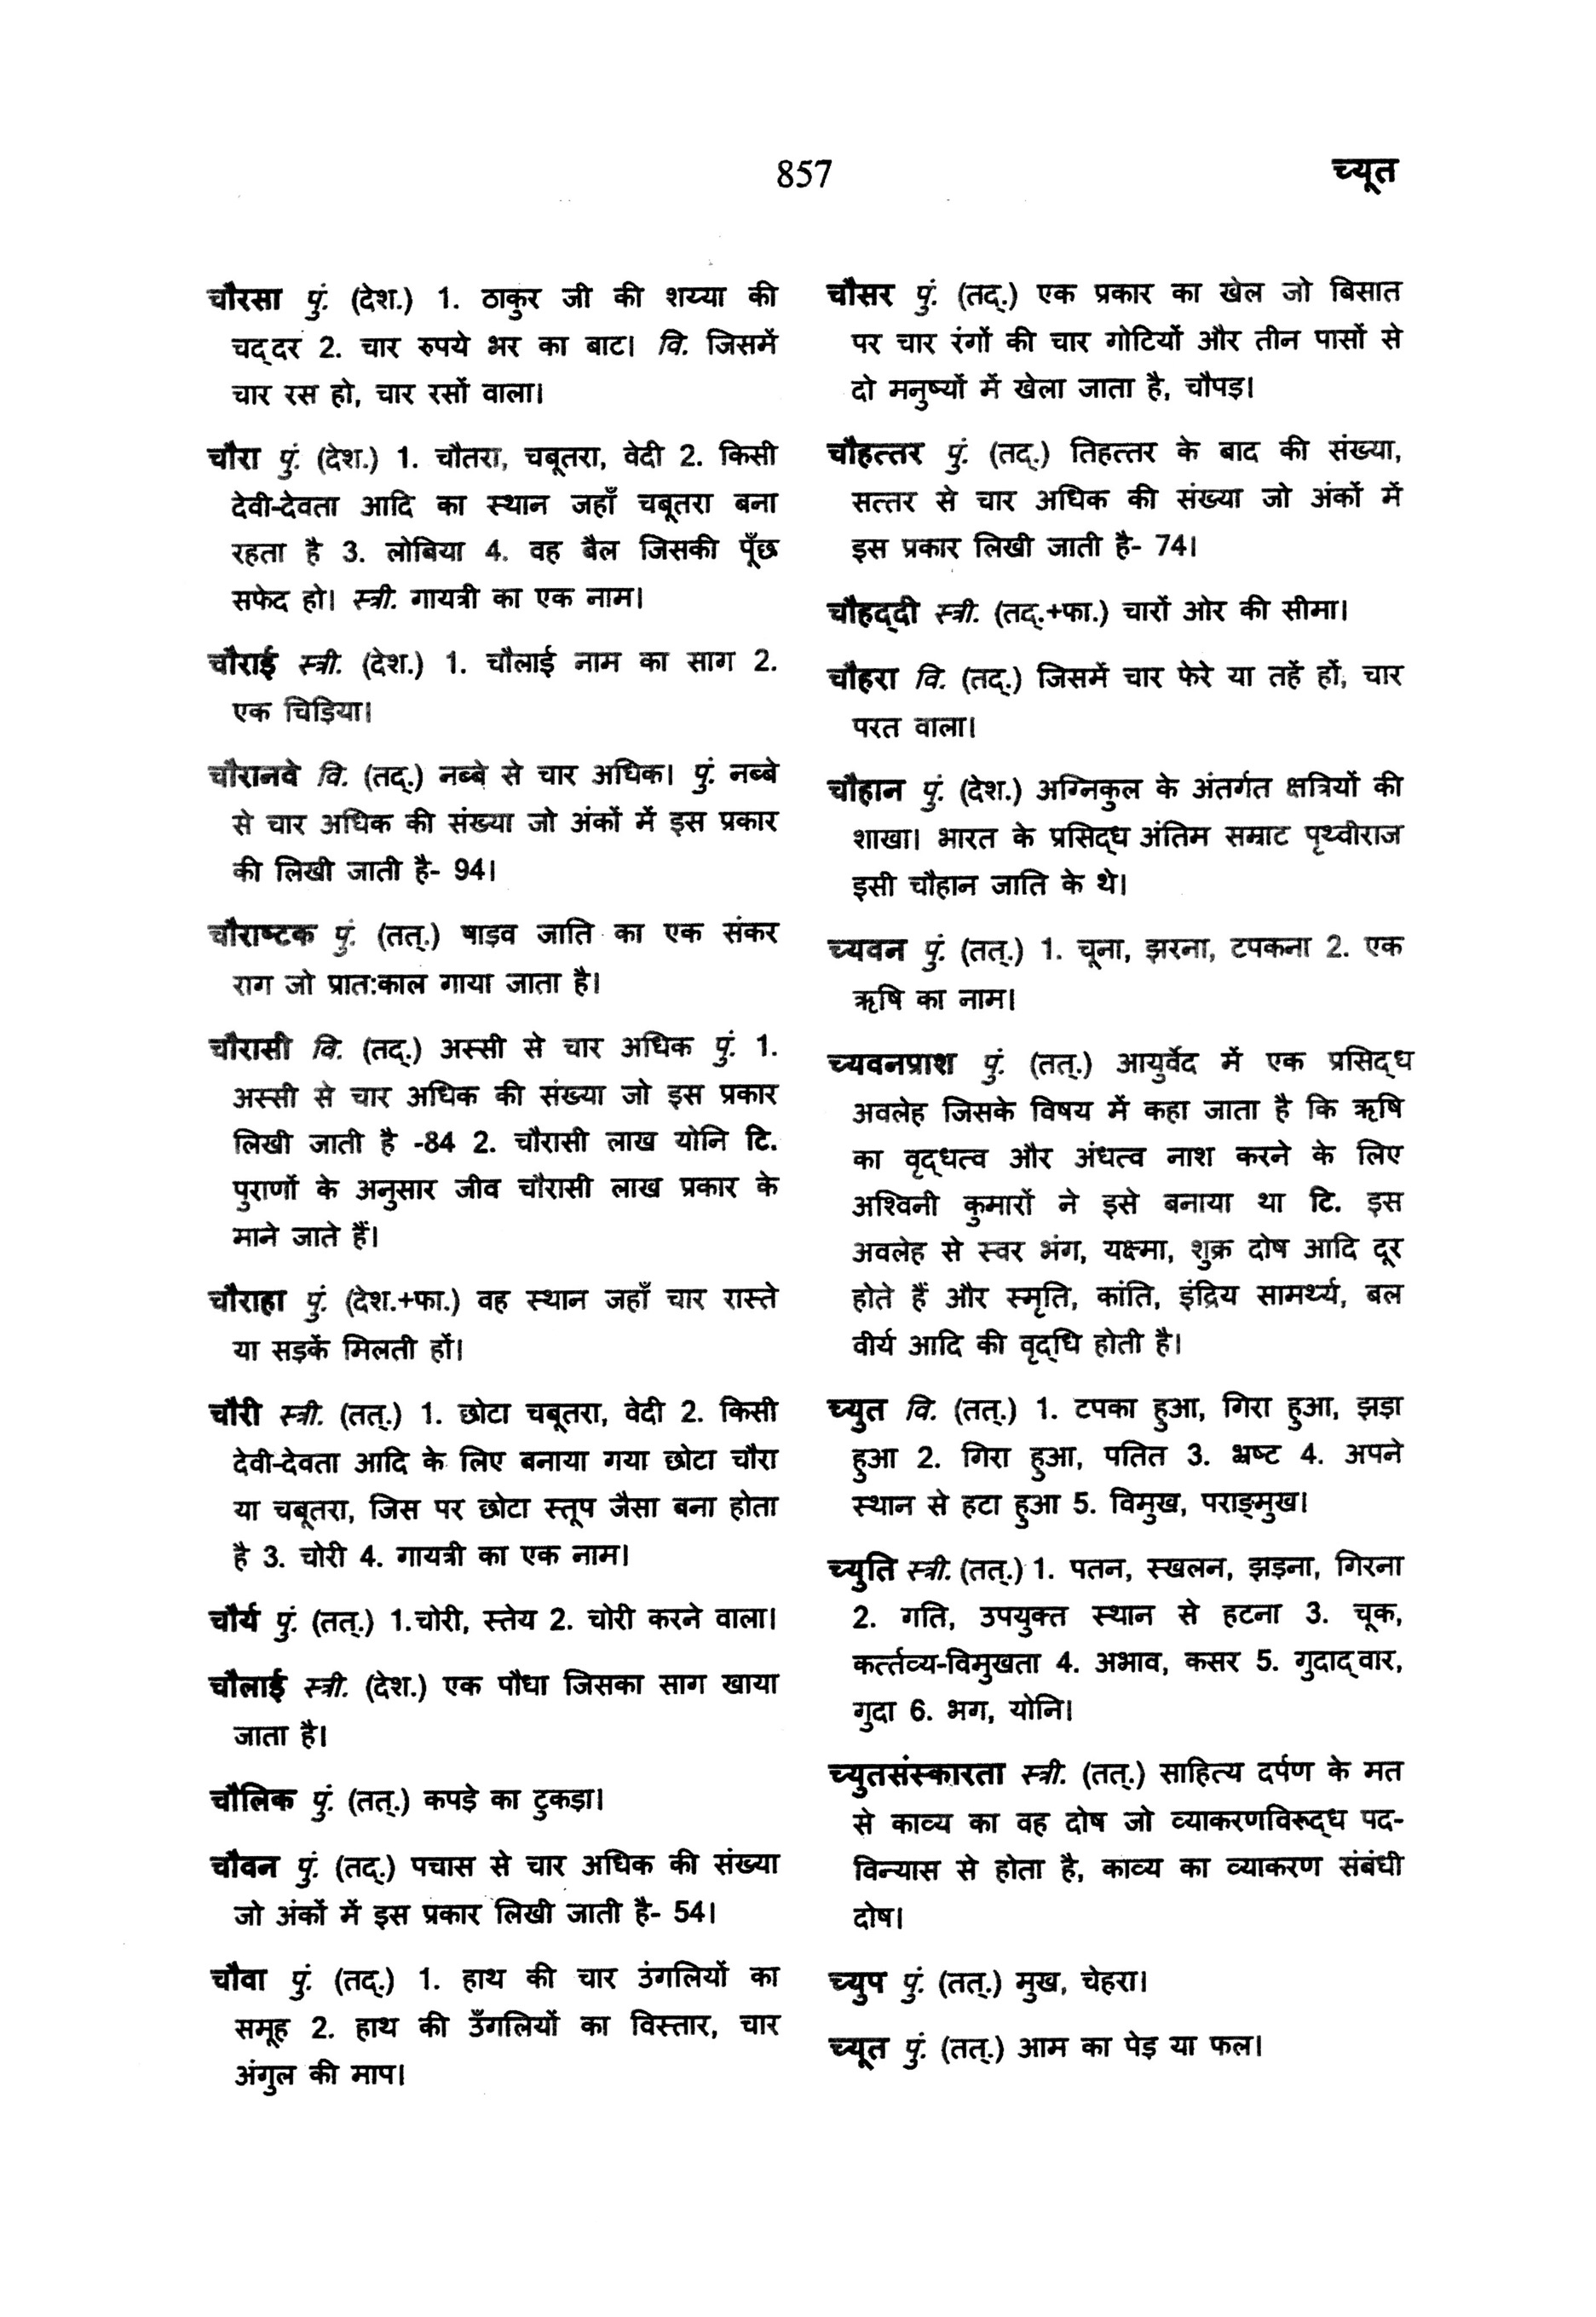 857
च्यूत
चौरसा पुं. (देश.) 1. ठाकुर जी की शय्या की
चद्दर 2. चार रुपये भर का बाट। वि. जिसमें
चार रस हो, चार रसों वाला।
चौरा पुं. (देश.) 1. चौतरा, चबूतरा, वेदी 2. किसी
देवी-देवता आदि का स्थान जहाँ चबूतरा बना
रहता है 3. लोबिया 4. वह बैल जिसकी पूँछ
सफेद हो। स्त्री. गायत्री का एक नाम।
चौराई स्त्री. (देश.) 1. चौलाई नाम का साग 2.
एक चिड़िया।
चौरानवे वि. (तद्.) नब्बे से चार अधिक। पुं. नब्बे
से चार अधिक की संख्या जो अंकों में इस प्रकार
की लिखी जाती है- 94।
चौराष्टक पुं. (तत्.) षाड़व जाति का एक संकर
राग जो प्रात:काल गाया जाता है।
चौरासी वि. (तद्.) अस्सी से चार अधिक पुं. 1.
अस्सी से चार अधिक की संख्या जो इस प्रकार
लिखी जाती है -84 2. चौरासी लाख योनि टि.
पुराणों के अनुसार जीव चौरासी लाख प्रकार के
माने जाते हैं।
चौराहा पुं. (देश.+फा.) वह स्थान जहाँ चार रास्ते
या सड़कें मिलती हों।
चौरी स्त्री. (तत्.) 1. छोटा चबूतरा, वेदी 2. किसी
देवी-देवता आदि के लिए बनाया गया छोटा चौरा
या चबूतरा, जिस पर छोटा स्तूप जैसा बना होता
है 3. चोरी 4. गायत्री का एक नाम।
चौर्य पुं. (तत्.) 1.चोरी, स्तेय 2. चोरी करने वाला।
चौलाई स्त्री. (देश.) एक पौधा जिसका साग खाया
जाता है।
चौलिक पुं. (तत्.) कपड़े का टुकड़ा।
चौवन पुं. (तद्.) पचास से चार अधिक की संख्या
जो अंकों में इस प्रकार लिखी जाती है- 54।
चौवा पुं. (तद्.) 1. हाथ की चार उंगलियों का
समूह 2. हाथ की उँगलियों का विस्तार, चार
अंगुल की माप।
चौसर पुं. (तद्.) एक प्रकार का खेल जो बिसात
पर चार रंगों की चार गोटियों और तीन पासों से
दो मनुष्यों में खेला जाता है, चौपड़।
चौहत्तर पुं. (तद्.) तिहत्तर के बाद की संख्या,
सत्तर से चार अधिक की संख्या जो अंकों में
इस प्रकार लिखी जाती है- 74।
चौहद्दी स्त्री. (तद्.+फा.) चारों ओर की सीमा।
चौहरा वि. (तद्.) जिसमें चार फेरे या तहें हों, चार
परत वाला।
चौहान पुं. (देश.) अग्निकुल के अंतर्गत क्षत्रियों की
शाखा। भारत के प्रसिद्ध अंतिम सम्राट पृथ्वीराज
इसी चौहान जाति के थे।
च्यवन पुं. (तत्.) 1. चूना, झरना, टपकना 2. एक
ऋषि का नाम।
च्यवनप्राश पुं. (तत्.) आयुर्वेद में एक प्रसिद्ध
अवलेह जिसके विषय में कहा जाता है कि ऋषि
का वृद्धत्व और अंधत्व नाश करने के लिए
अश्विनी कुमारों ने इसे बनाया था टि. इस
अवलेह से स्वर भंग, यक्ष्मा, शुक्र दोष आदि दूर
होते हैं और स्मृति, कांति, इंद्रिय सामर्थ्य, बल
वीर्य आदि की वृद्धि होती है।
च्युत वि. (तत्.) 1. टपका हुआ, गिरा हुआ, झड़ा
हुआ 2. गिरा हुआ, पतित 3. भ्रष्ट 4. अपने
स्थान से हटा हुआ 5. विमुख, पराङ्मुख।
च्युति स्त्री. (तत्.) 1. पतन, स्खलन, झड़ना, गिरना
2. गति, उपयुक्त स्थान से हटना 3. चूक,
कर्त्तव्य-विमुखता 4. अभाव, कसर 5. गुदाद्वार,
गुदा 6. भग, योनि।
च्युतसंस्कारता स्त्री. (तत्.) साहित्य दर्पण के मत
से काव्य का वह दोष जो व्याकरणविरूद्ध पद-
विन्यास से होता है, काव्य का व्याकरण संबंधी
दोष।
च्युप पुं. (तत्.) मुख, चेहरा।
च्यूत पुं. (तत्.) आम का पेड़ या फल।